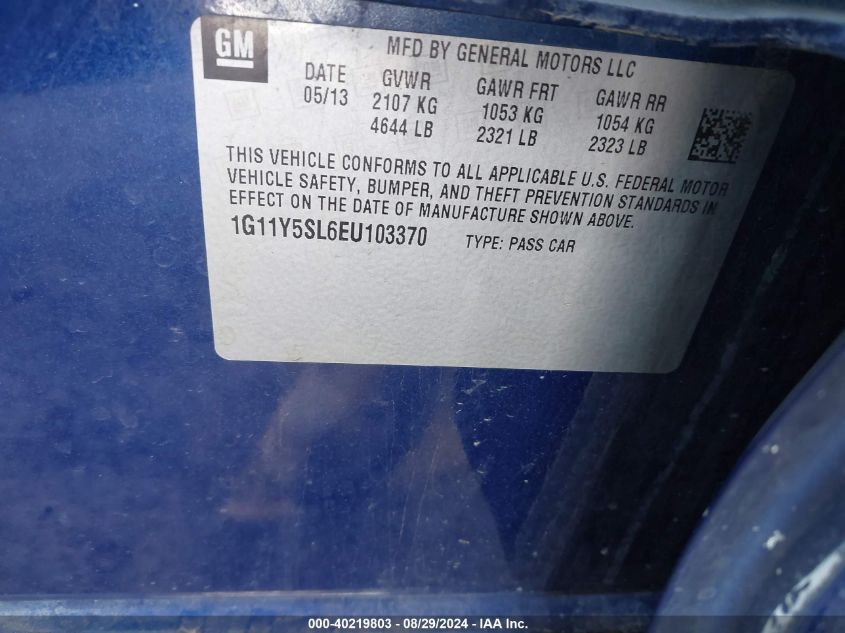 GM
MFD BY GENERAL MOTORS LLC
DATE GVWR GAWR FRT GAWR RR
05/13 2107 KG 1053 KG 1054 KG
4644 LB 2321 LB 2323 LB
THIS VEHICLE CONFORMS TO ALL APPLICABLE U.S. FEDERAL MOTOR
VEHICLE SAFETY, BUMPER, AND THEFT PREVENTION STANDARDS IN
EFFECT ON THE DATE OF MANUFACTURE SHOWN ABOVE.
1G11Y5SL6EU103370 TYPE: PASS CAR
000-40219803 - 08/29/2024 - IAA Inc.